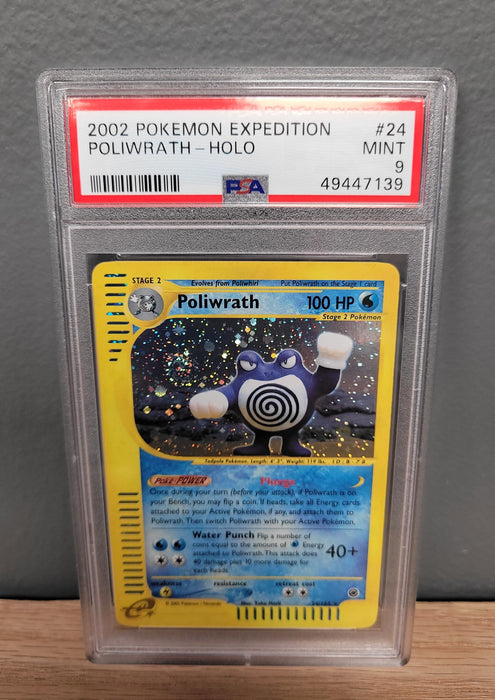 2002 POKEMON EXPEDITION #24
POLIWRATH - HOLO MINT
9
PSA 49447139
STAGE 2 Evolves from Poliwhirl Put Poliwrath on the Stage 1 card
Poliwrath 100 HP
Stage 2 Pokémon
Tadpole Pokémon. Length: 4' 3", Weight: 119 lbs. ID: B - 7 B
Poké-POWER Plunge
Once during your turn (before your attack), if Poliwrath is on
your Bench, you may flip a coin. If heads, take all Energy cards
attached to your Active Pokémon, if any, and attach them to
Poliwrath. Then switch Poliwrath with your Active Pokémon.
Water Punch Flip a number of
coins equal to the amount of Energy
attached to Poliwrath. This attack does
40 damage plus 10 more damage for
each heads.
40+
weakness resistance retreat cost
e
Illus.